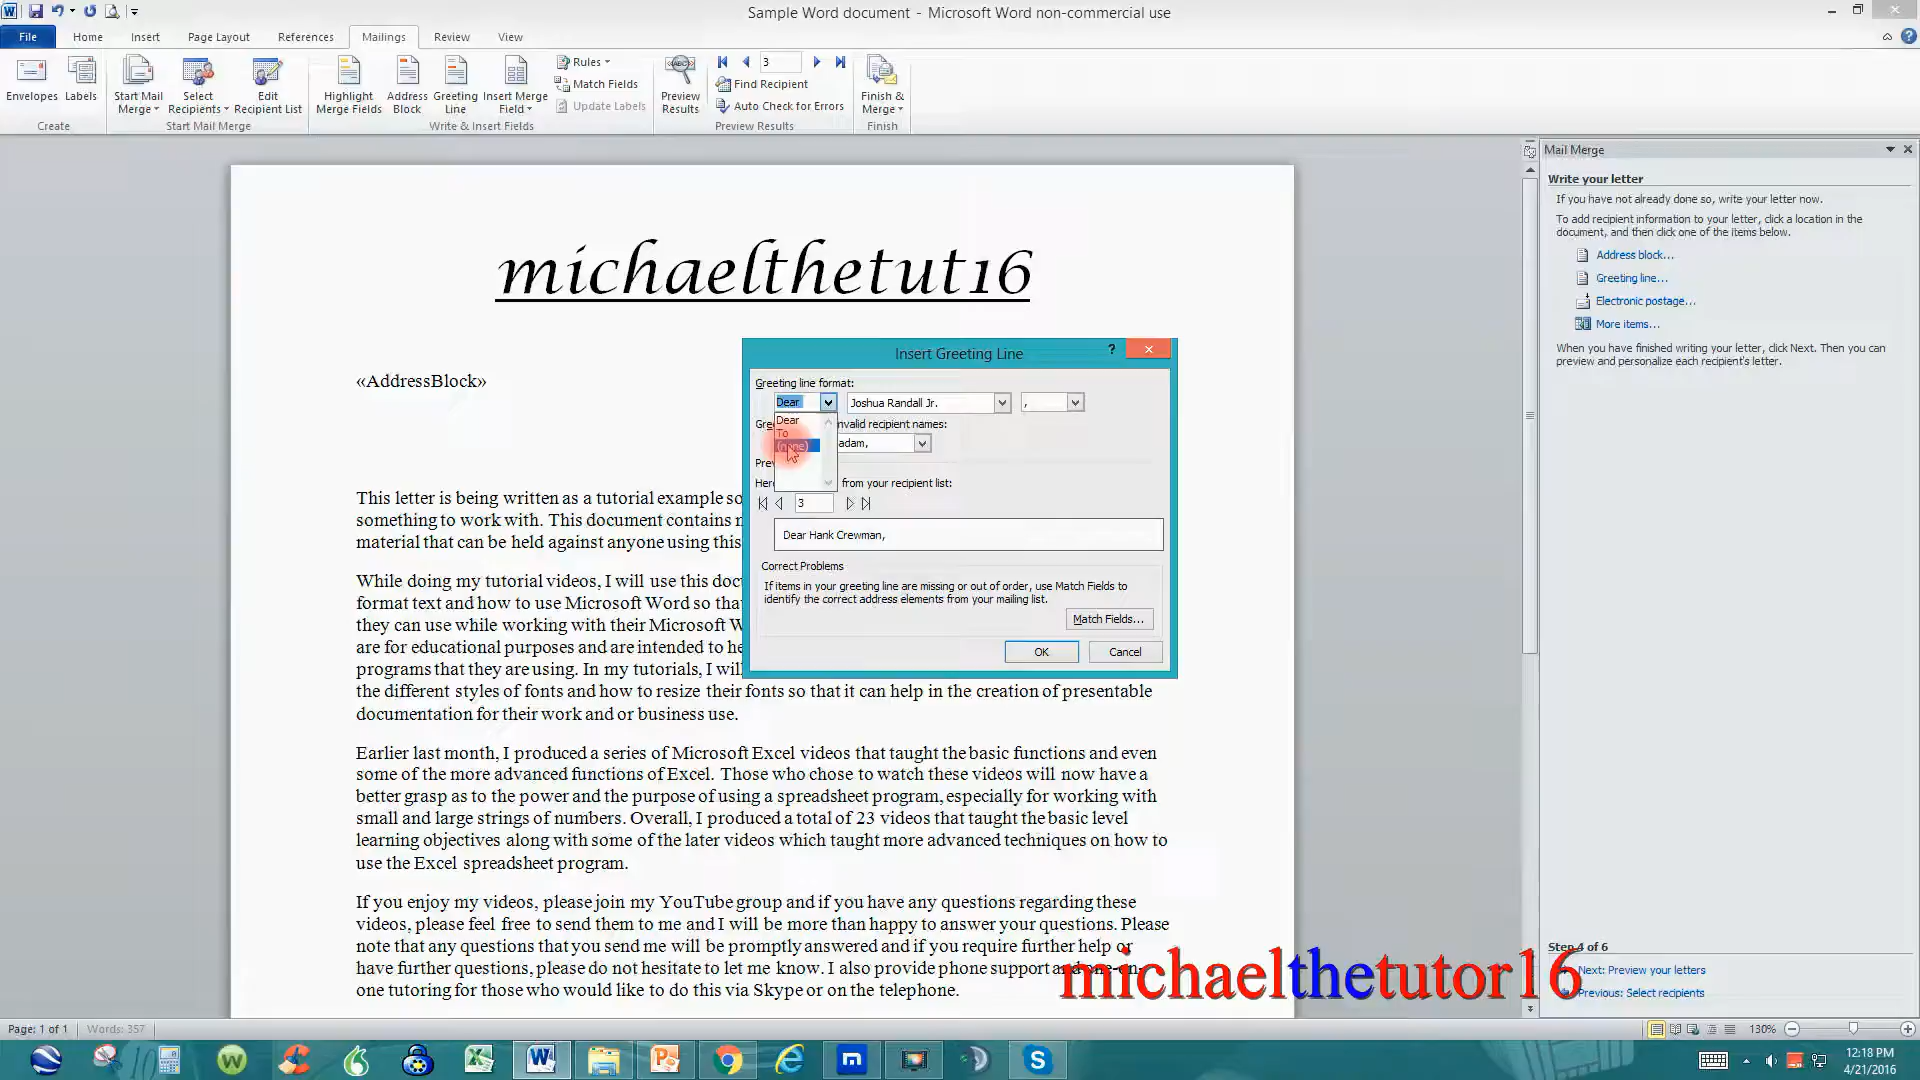 Sample Word document - Microsoft Word non-commercial use
File Home Insert Page Layout References Mailings Review View
Envelopes
Labels
Create
Start Mail Merge
Select Recipients
Edit Recipient List
Start Mail Merge
Highlight Merge Fields
Address Block
Greeting Line
Insert Merge Field
Rules
Match Fields
Update Labels
Write & Insert Fields
Preview Results
3
Find Recipient
Auto Check for Errors
Preview Results
Finish & Merge
Finish
michaelthetut16
«AddressBlock»
This letter is being written as a tutorial example so
something to work with. This document contains
material that can be held against anyone using this
While doing my tutorial videos, I will use this
format text and how to use Microsoft Word so
they can use while working with their Microsoft
are for educational purposes and are intended to
programs that they are using. In my tutorials, I
the different styles of fonts and how to resize their fonts so that it can help in the creation of presentable
documentation for their work and or business use.
Earlier last month, I produced a series of Microsoft Excel videos that taught the basic functions and even
some of the more advanced functions of Excel. Those who chose to watch these videos will now have a
better grasp as to the power and the purpose of using a spreadsheet program, especially for working with
small and large strings of numbers. Overall, I produced a total of 23 videos that taught the basic level
learning objectives along with some of the later videos which taught more advanced techniques on how to
use the Excel spreadsheet program.
If you enjoy my videos, please join my YouTube group and if you have any questions regarding these
videos, please feel free to send them to me and I will be more than happy to answer your questions. Please
note that any questions that you send me will be promptly answered and if you require further help or
have further questions, please do not hesitate to let me know. I also provide phone support and one-on-
one tutoring for those who would like to do this via Skype or on the telephone.
Insert Greeting Line
Greeting line format:
Dear Joshua Randall Jr. ,
Dear
To
(none)
invalid recipient names:
adam,
from your recipient list:
3
Dear Hank Crewman,
Correct Problems
If items in your greeting line are missing or out of order, use Match Fields to
identify the correct address elements from your mailing list.
Match Fields...
OK Cancel
Mail Merge
Write your letter
If you have not already done so, write your letter now.
To add recipient information to your letter, click a location in the
document, and then click one of the items below.
Address block...
Greeting line...
Electronic postage...
More items...
When you have finished writing your letter, click Next. Then you can
preview and personalize each recipient's letter.
Step 4 of 6
Next: Preview your letters
Previous: Select recipients
michaelthetutor16
Page: 1 of 1 Words: 357
130%
12:18 PM
4/21/2016